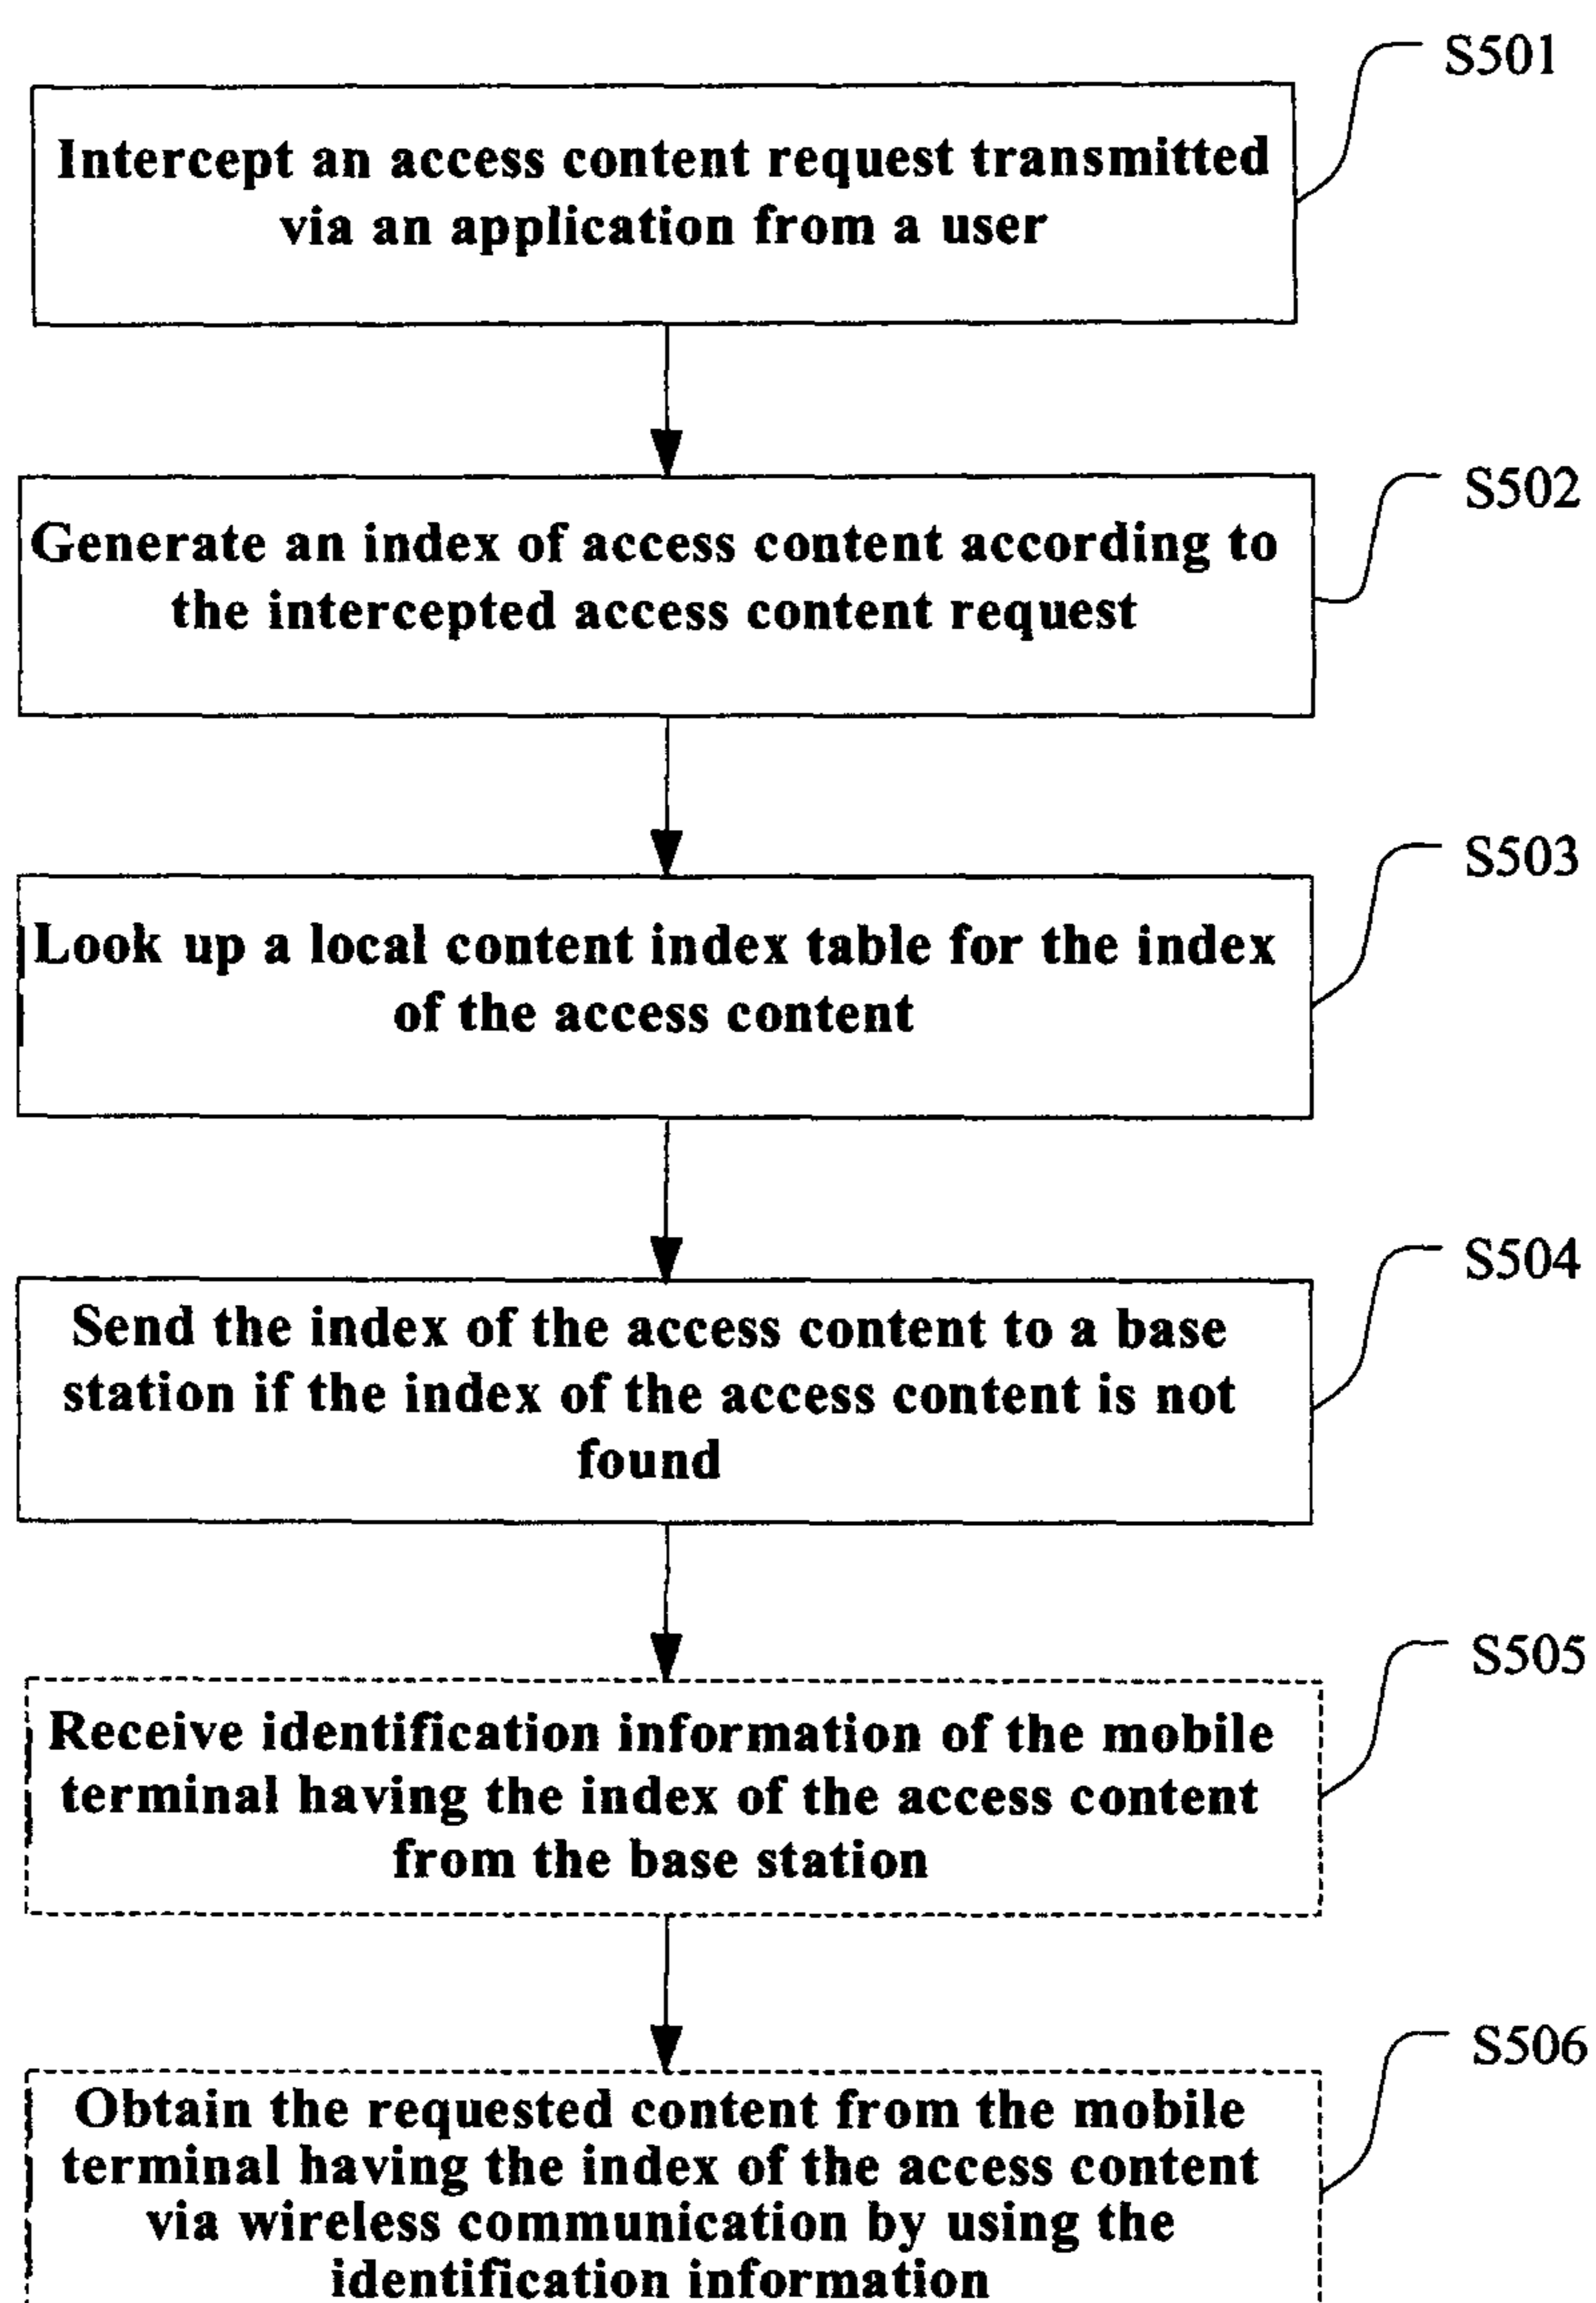 S501
Intercept an access content request transmitted
via an application from a user
S502
Generate an index of access content according to
the intercepted access content request
S503
Look up a local content index table for the index
of the access content
S504
Send the index of the access content to a base
station if the index of the access content is not
found
S505
Receive identification information of the mobile
terminal having the index of the access content
from the base station
S506
Obtain the requested content from the mobile
terminal having the index of the access content
via wireless communication by using the
identification information